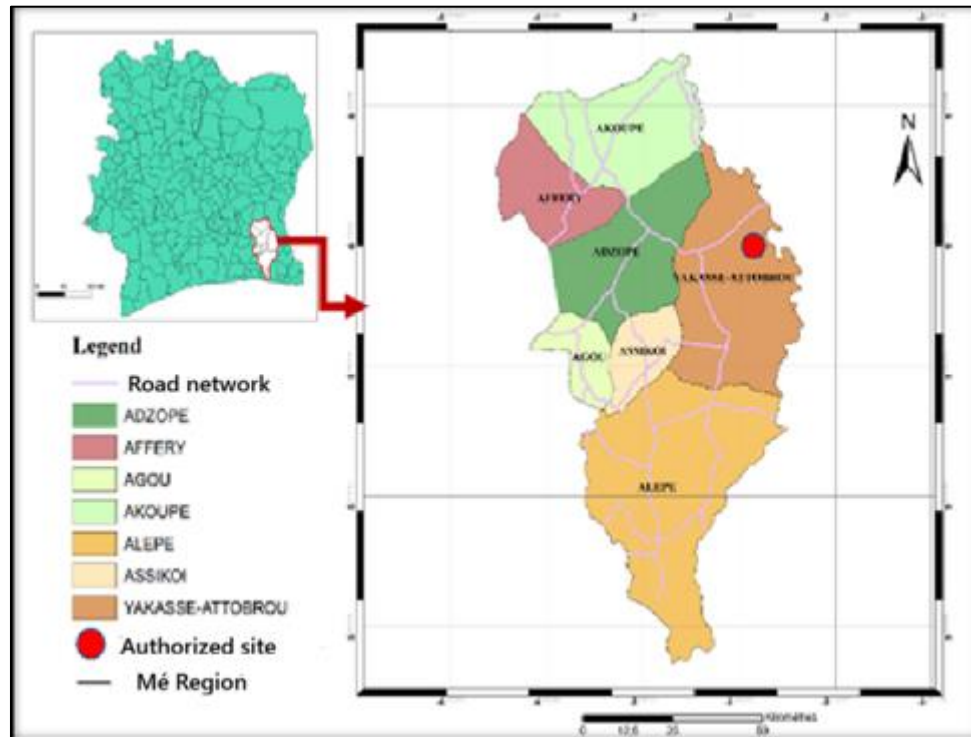 N
AKOUPE
AFFERY
ADZOPE
YAKASSE-ATTOBROU
AGOU
ASSIKOI
ALEPE
Legend
Road network
ADZOPE
AFFERY
AGOU
AKOUPE
ALEPE
ASSIKOI
YAKASSE-ATTOBROU
Authorized site
Mé Region
Kilomètres
0